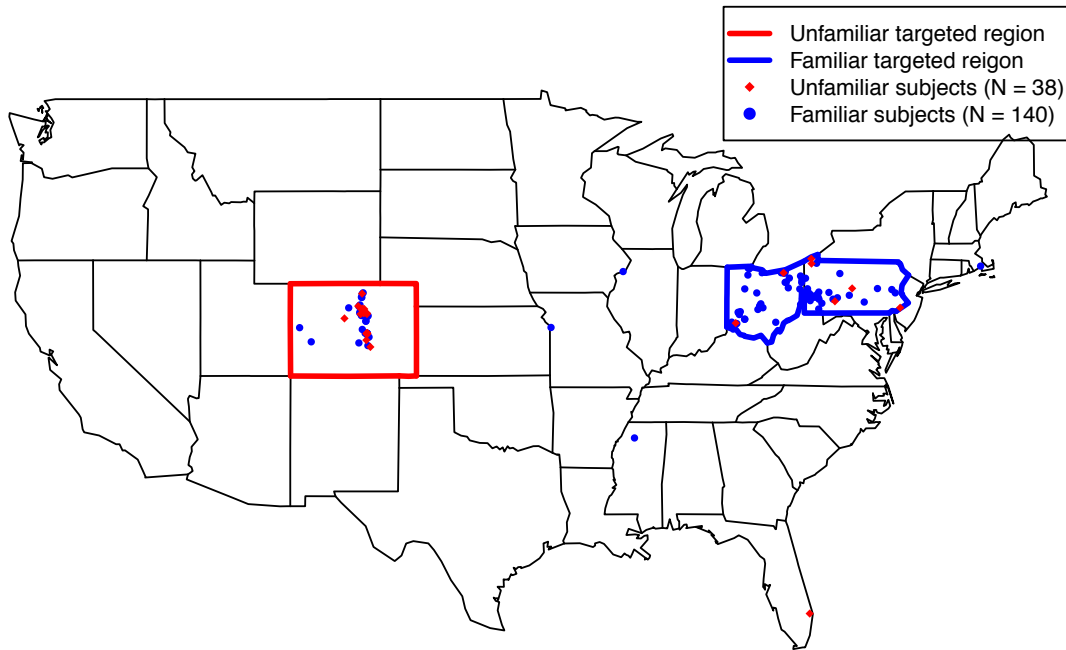 Unfamiliar targeted region
Familiar targeted reigon
Unfamiliar subjects (N = 38)
Familiar subjects (N = 140)